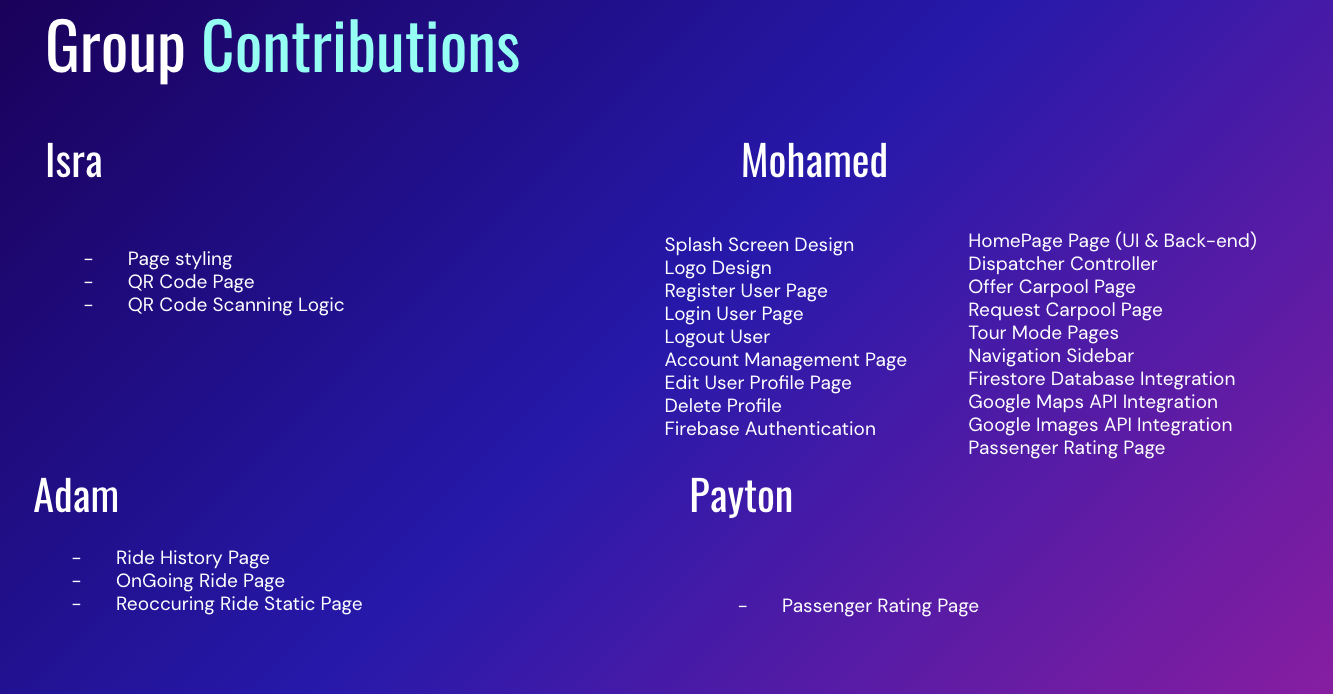 Group Contributions
Isra
- Page styling
- QR Code Page
- QR Code Scanning Logic
Mohamed
Splash Screen Design
Logo Design
Register User Page
Login User Page
Logout User
Account Management Page
Edit User Profile Page
Delete Profile
Firebase Authentication
HomePage Page (UI & Back-end)
Dispatcher Controller
Offer Carpool Page
Request Carpool Page
Tour Mode Pages
Navigation Sidebar
Firestore Database Integration
Google Maps API Integration
Google Images API Integration
Passenger Rating Page
Adam
- Ride History Page
- OnGoing Ride Page
- Reoccuring Ride Static Page
Payton
- Passenger Rating Page